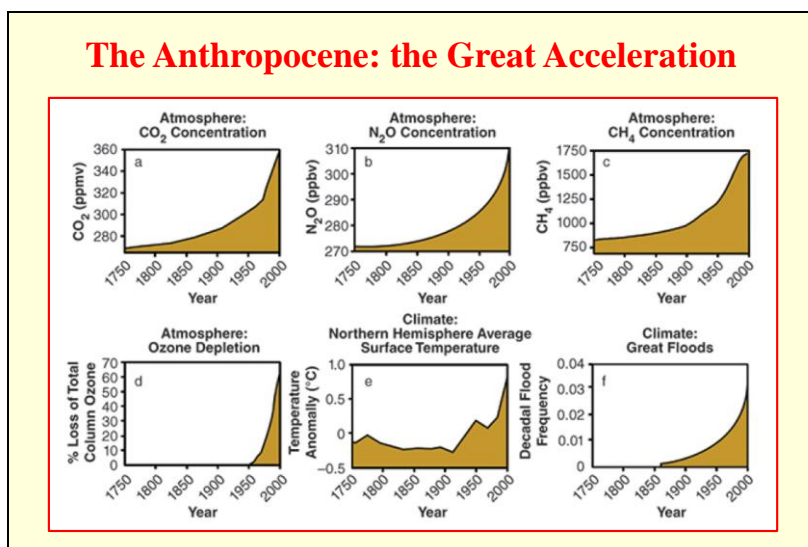 The Anthropocene: the Great Acceleration
Atmosphere:
CO₂ Concentration
a
CO₂ (ppmv)
360
340
320
300
280
1750
1800
1850
1900
1950
2000
Year
Atmosphere:
N₂O Concentration
b
N₂O (ppbv)
310
300
290
280
270
1750
1800
1850
1900
1950
2000
Year
Atmosphere:
CH₄ Concentration
c
CH₄ (ppbv)
1750
1500
1250
1000
750
1750
1800
1850
1900
1950
2000
Year
Atmosphere:
Ozone Depletion
d
% Loss of Total
Column Ozone
70
60
50
40
30
20
10
0
1750
1800
1850
1900
1950
2000
Year
Climate:
Northern Hemisphere Average
Surface Temperature
e
Temperature
Anomally (°C)
1.0
0.5
0
–0.5
1750
1800
1850
1900
1950
2000
Year
Climate:
Great Floods
f
Decadal Flood
Frequency
0.04
0.03
0.02
0.01
0
1750
1800
1850
1900
1950
2000
Year